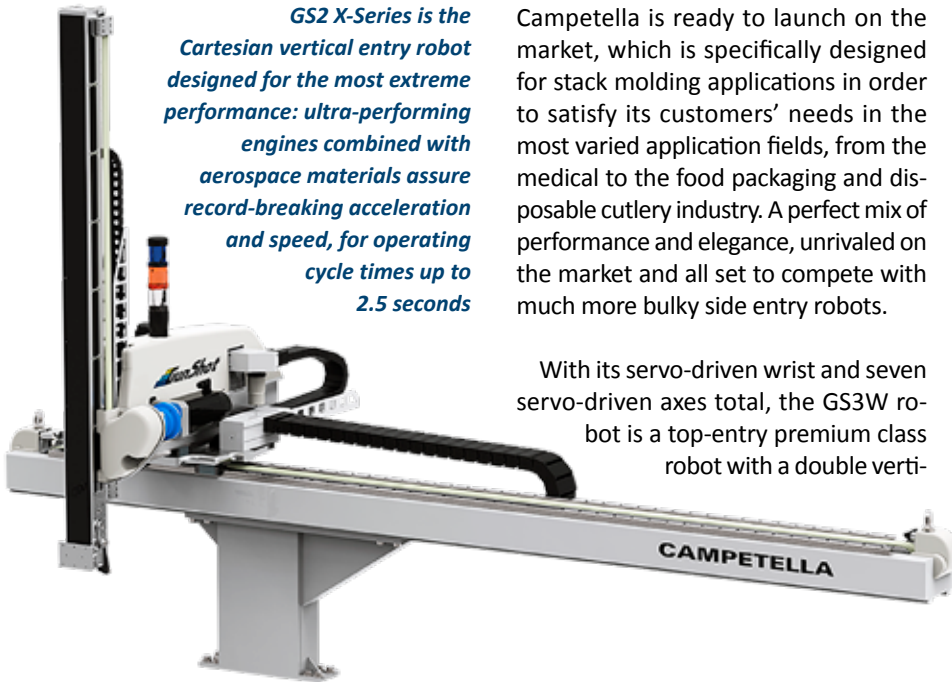 GS2 X-Series is the
Cartesian vertical entry robot
designed for the most extreme
performance: ultra-performing
engines combined with
aerospace materials assure
record-breaking acceleration
and speed, for operating
cycle times up to
2.5 seconds
Campetella is ready to launch on the
market, which is specifically designed
for stack molding applications in order
to satisfy its customers’ needs in the
most varied application fields, from the
medical to the food packaging and dis-
posable cutlery industry. A perfect mix of
performance and elegance, unrivaled on
the market and all set to compete with
much more bulky side entry robots.
With its servo-driven wrist and seven
servo-driven axes total, the GS3W ro-
bot is a top-entry premium class
robot with a double verti-
GunShot
CAMPETELLA